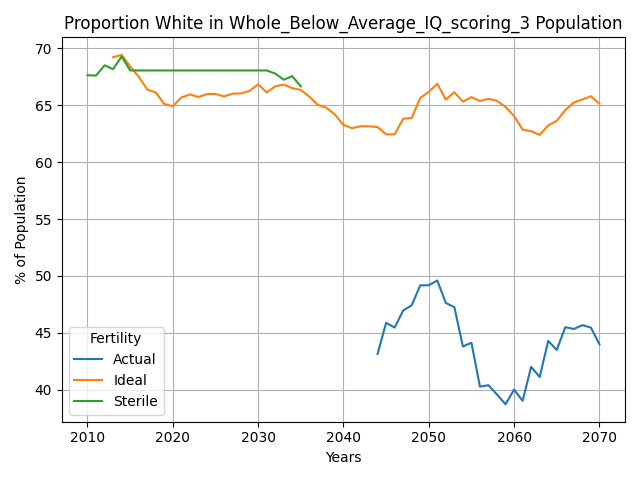 Proportion White in Whole_Below_Average_IQ_scoring_3 Population
% of Population
70
65
60
55
50
45
40
Fertility
Actual
Ideal
Sterile
2010 2020 2030 2040 2050 2060 2070
Years